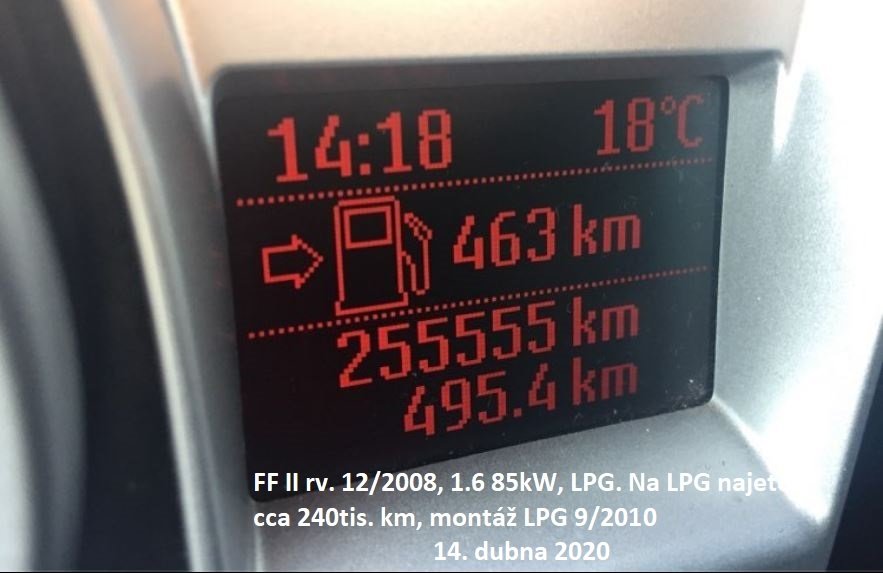 14:18 18°C
463 km
255555 km
495.4 km
FF II rv. 12/2008, 1.6 85kW, LPG. Na LPG najeto
cca 240tis. km, montáž LPG 9/2010
14. dubna 2020